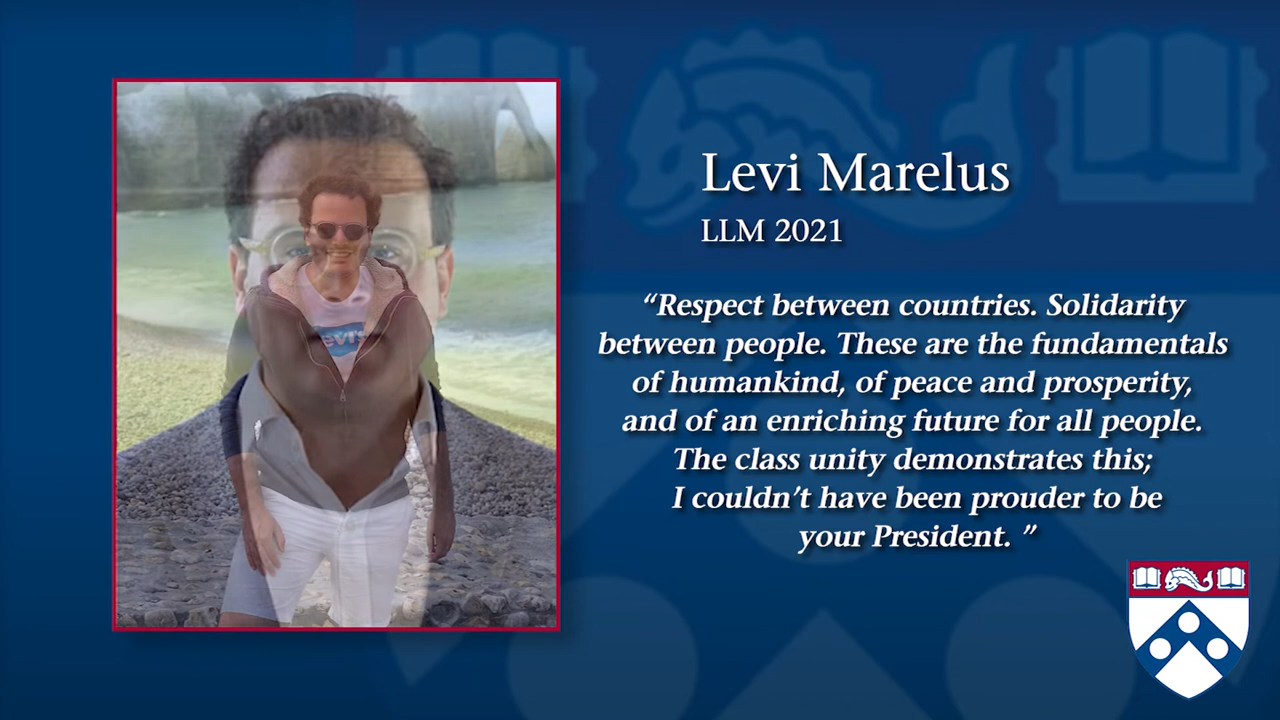 Levi Marelus
LLM 2021
“Respect between countries. Solidarity
between people. These are the fundamentals
of humankind, of peace and prosperity,
and of an enriching future for all people.
The class unity demonstrates this;
I couldn’t have been prouder to be
your President. ”